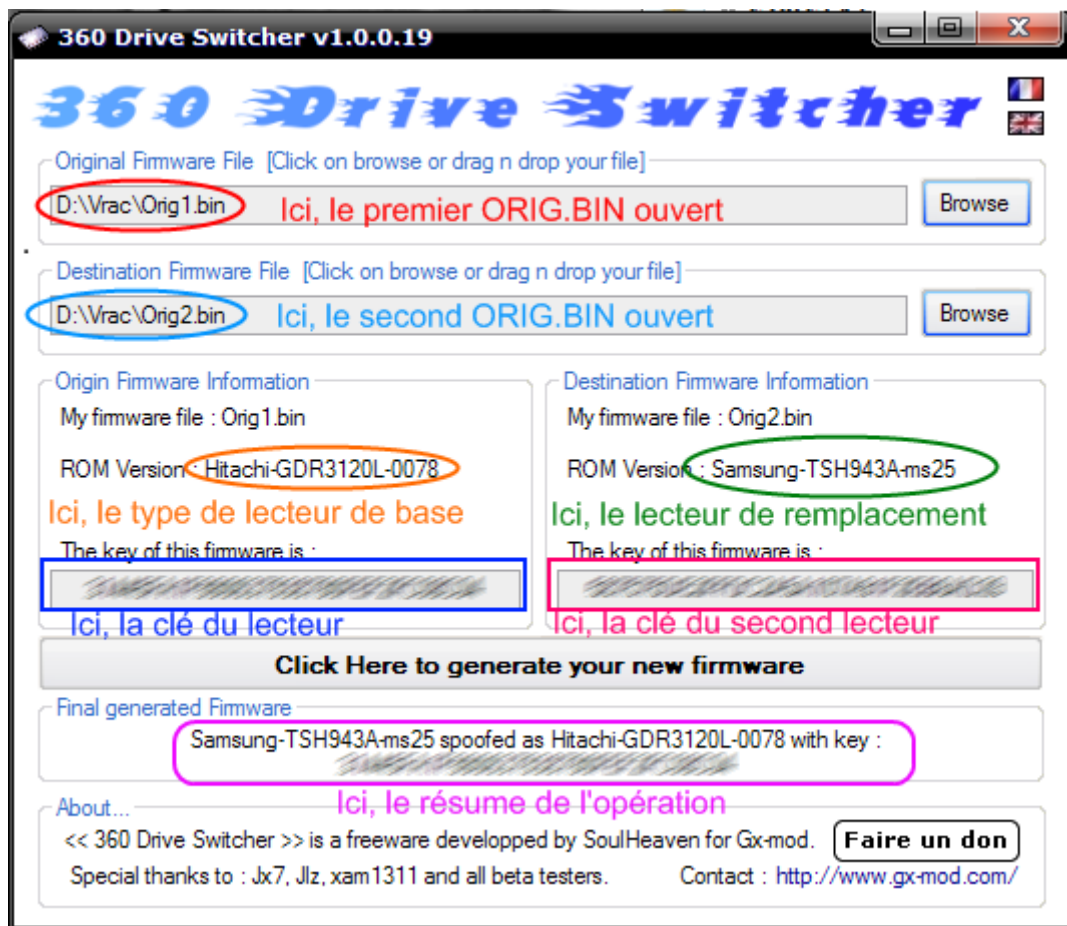 360 Drive Switcher v1.0.0.19
360 Drive Switcher
Original Firmware File [Click on browse or drag n drop your file]
D:\Vrac\Orig1.bin Ici, le premier ORIG.BIN ouvert Browse
Destination Firmware File [Click on browse or drag n drop your file]
D:\Vrac\Orig2.bin Ici, le second ORIG.BIN ouvert Browse
Origin Firmware Information
My firmware file : Orig1.bin
ROM Version : Hitachi-GDR3120L-0078
Ici, le type de lecteur de base
The key of this firmware is :
Ici, la clé du lecteur
Destination Firmware Information
My firmware file : Orig2.bin
ROM Version : Samsung-TSH943A-ms25
Ici, le lecteur de remplacement
The key of this firmware is :
Ici, la clé du second lecteur
Click Here to generate your new firmware
Final generated Firmware
Samsung-TSH943A-ms25 spoofed as Hitachi-GDR3120L-0078 with key :
Ici, le résume de l'opération
About...
<< 360 Drive Switcher >> is a freeware developped by SoulHeaven for Gx-mod. Faire un don
Special thanks to : Jx7, Jlz, xam1311 and all beta testers. Contact : http://www.gx-mod.com/